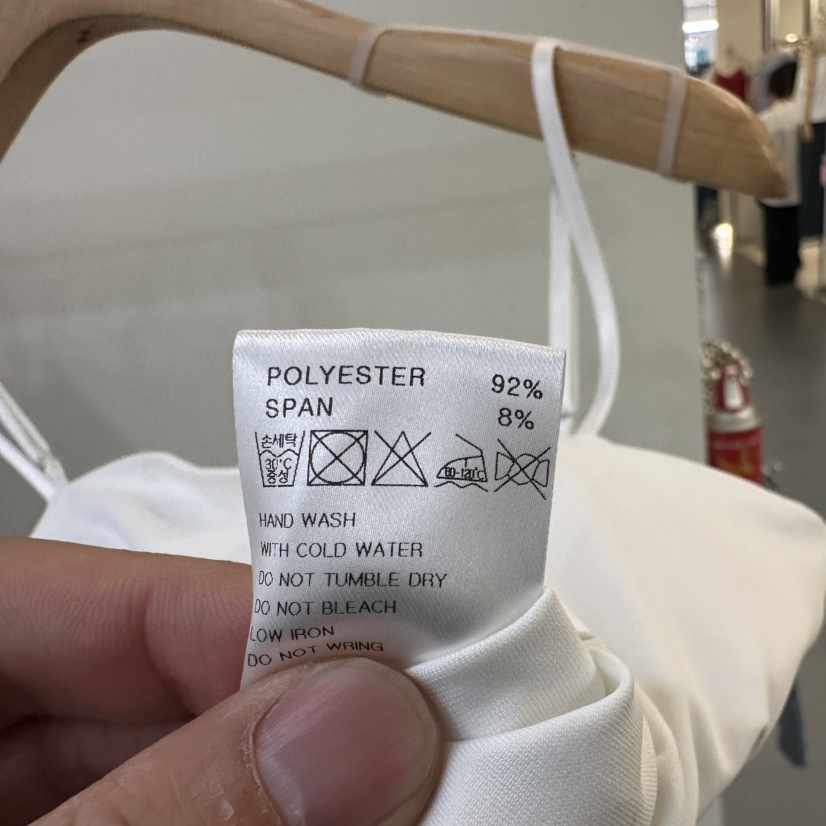 POLYESTER 92%
SPAN 8%
손세탁
30°C
중성
80-120°C
HAND WASH
WITH COLD WATER
DO NOT TUMBLE DRY
DO NOT BLEACH
LOW IRON
DO NOT WRING